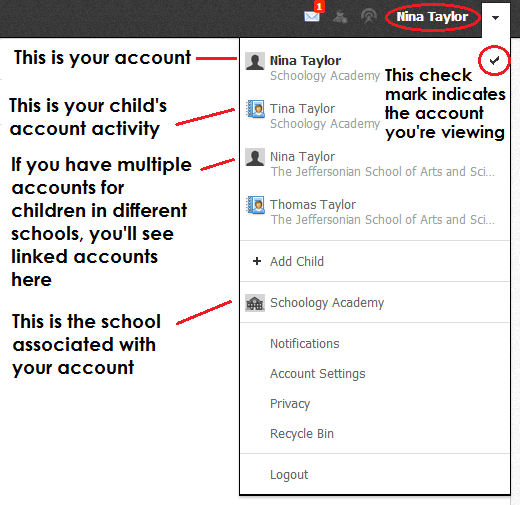 1
Nina Taylor
This is your account
Nina Taylor
Schoology Academy
This check
mark indicates
the account
you're viewing
This is your child's
account activity
Tina Taylor
Schoology Academy
If you have multiple
accounts for
children in different
schools, you'll see
linked accounts
here
Nina Taylor
The Jeffersonian School of Arts and Sci...
Thomas Taylor
The Jeffersonian School of Arts and Sci...
+ Add Child
This is the school
associated with
your account
Schoology Academy
Notifications
Account Settings
Privacy
Recycle Bin
Logout